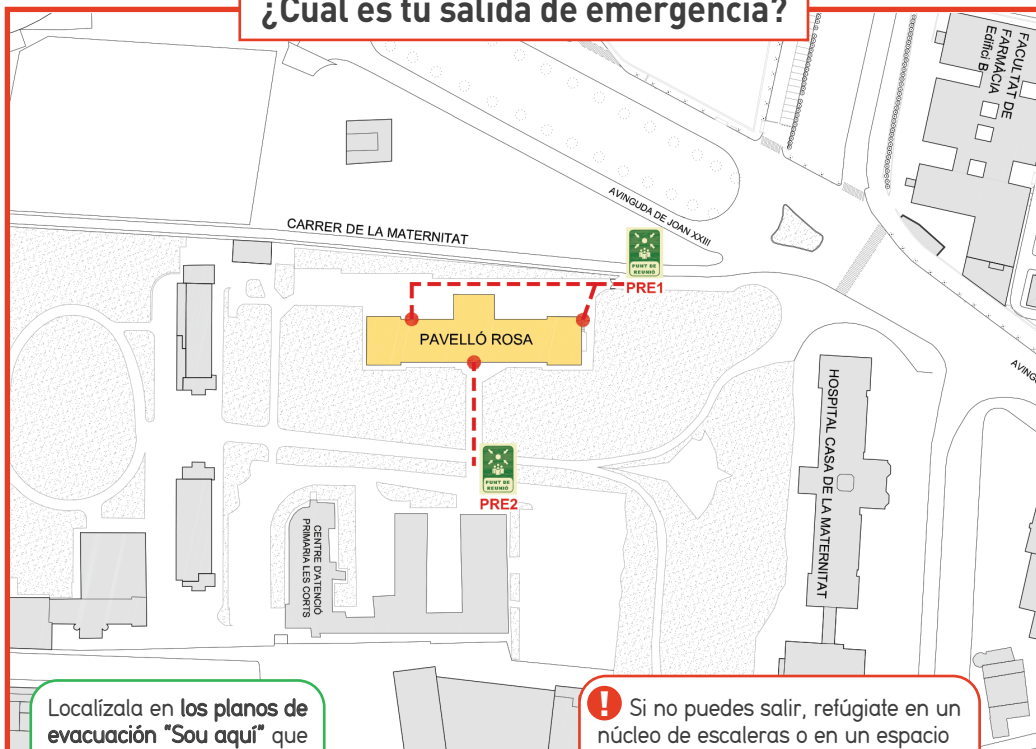 ¿Cuál es tu salida de emergencia?
FACULTAT DE
FARMÀCIA
Edifici B
AVINGUDA DE JOAN XXIII
CARRER DE LA MATERNITAT
PUNT DE
REUNIÓ
PRE1
PAVELLÓ ROSA
HOSPITAL CASA DE LA MATERNITAT
PUNT DE
REUNIÓ
PRE2
CENTRE D'ATENCIÓ
PRIMARIA LES CORTS
Localízala en los planos de
evacuación "Sou aquí" que
! Si no puedes salir, refúgiate en un
núcleo de escaleras o en un espacio